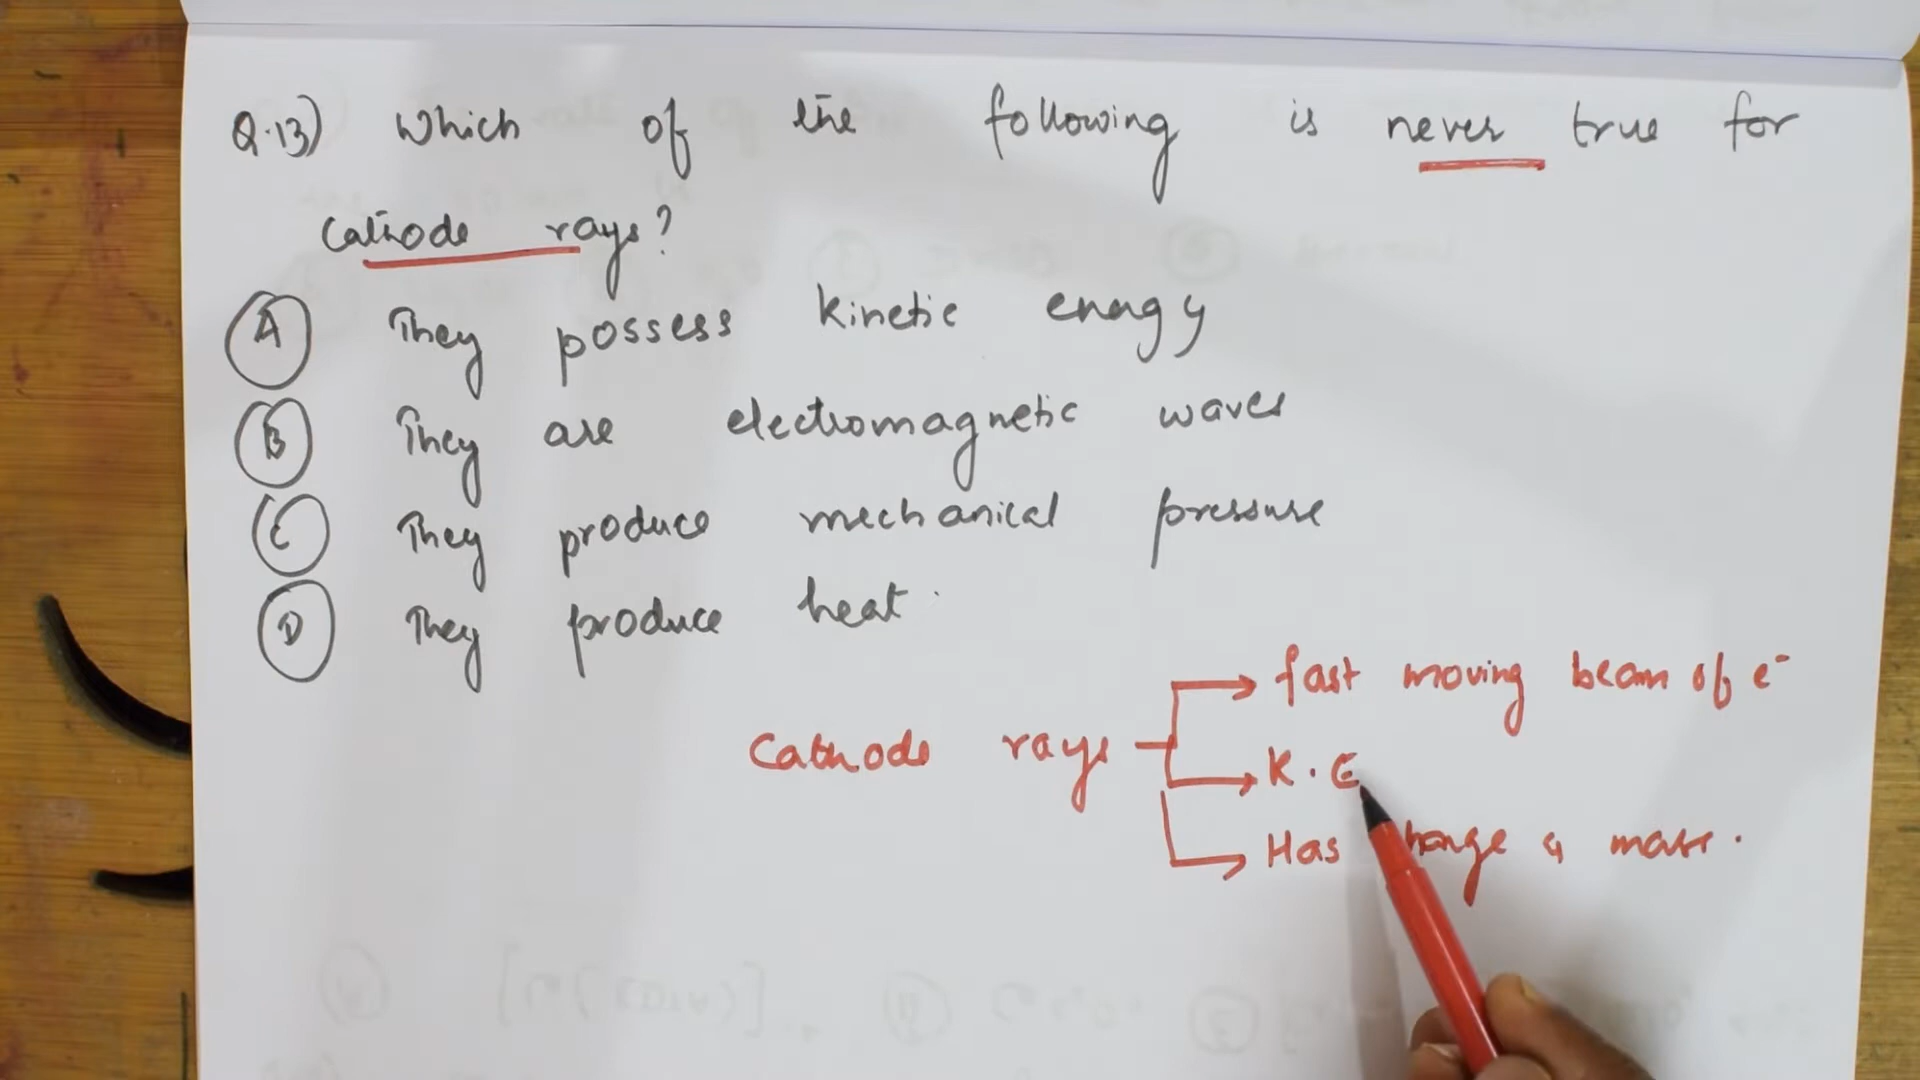 Q.13) Which of the following is never true for
Cathode rays?
A They possess kinetic energy
B They are electromagnetic waves
C They produce mechanical pressure
D They produce heat.
fast moving beam of e⁻
Cathode rays
K.E
Has mass.